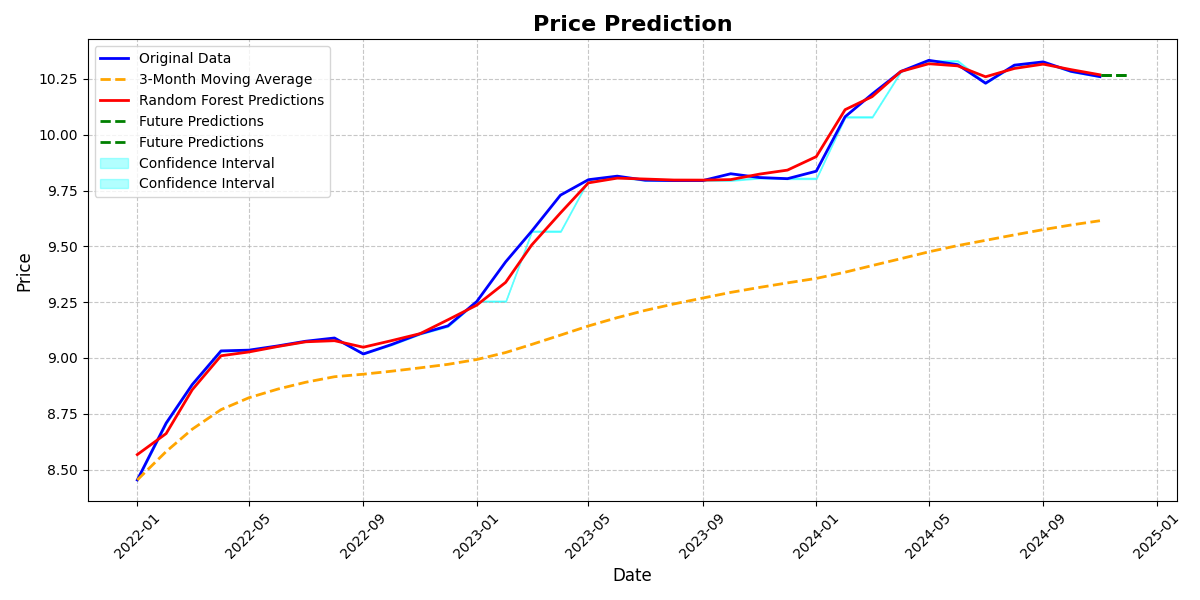 Price Prediction
Original Data
3-Month Moving Average
Random Forest Predictions
Future Predictions
Future Predictions
Confidence Interval
Confidence Interval
Price
10.25
10.00
9.75
9.50
9.25
9.00
8.75
8.50
2022-01
2022-05
2022-09
2023-01
2023-05
2023-09
2024-01
2024-05
2024-09
2025-01
Date